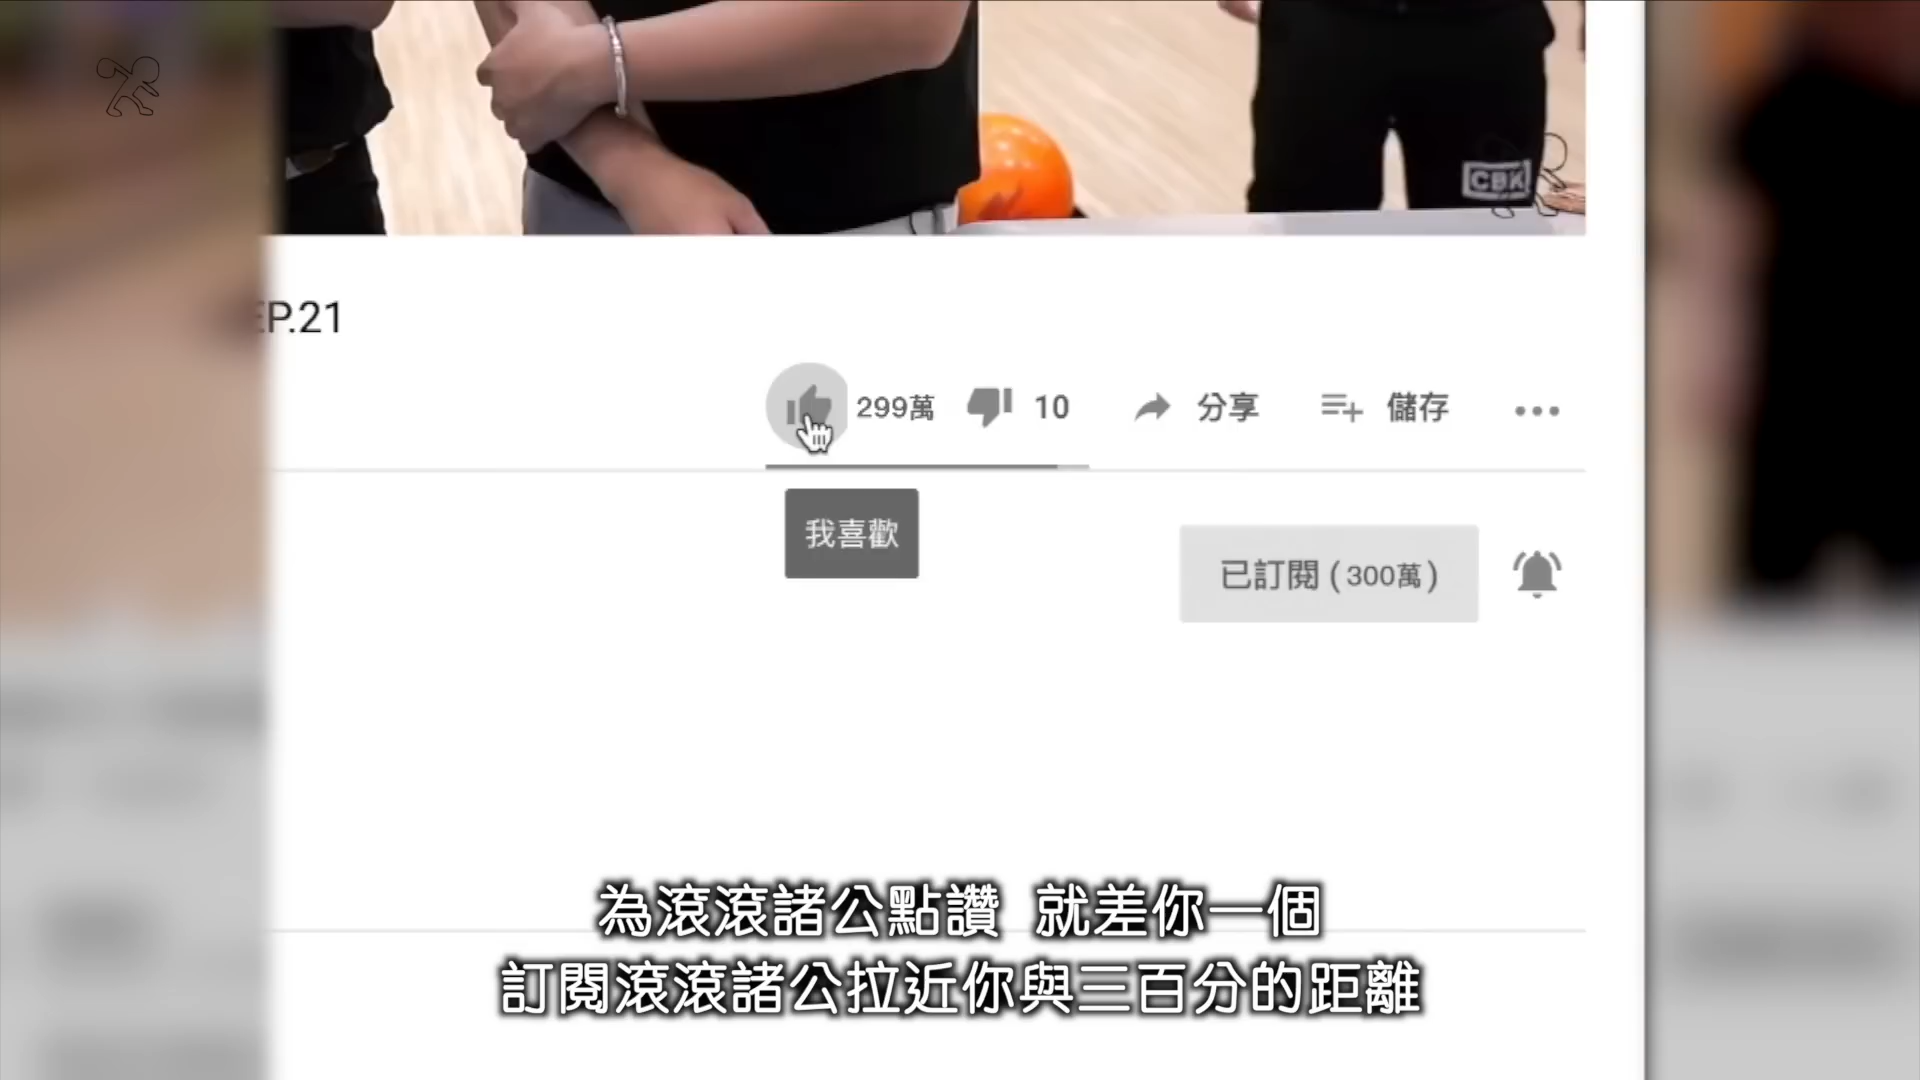 CBK
EP.21
299萬 10 分享 儲存
我喜歡
已訂閱 (300萬)
為滾滾諸公點讚 就差你一個
訂閱滾滾諸公拉近你與三百分的距離